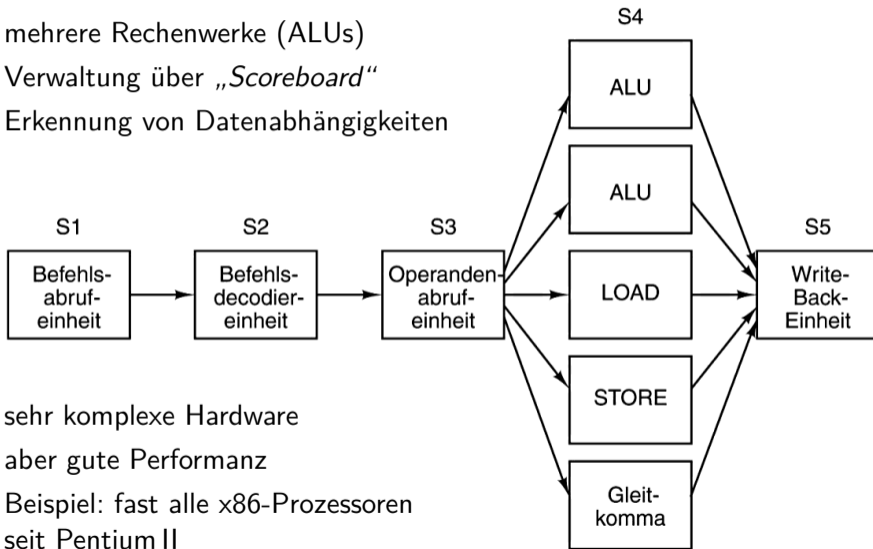 mehrere Rechenwerke (ALUs)
Verwaltung über „Scoreboard“
Erkennung von Datenabhängigkeiten
S1
Befehls-
abruf-
einheit
S2
Befehls-
decodier-
einheit
S3
Operanden-
abruf-
einheit
S4
ALU
ALU
LOAD
STORE
Gleit-
komma
S5
Write-
Back-
Einheit
sehr komplexe Hardware
aber gute Performanz
Beispiel: fast alle x86-Prozessoren
seit Pentium II